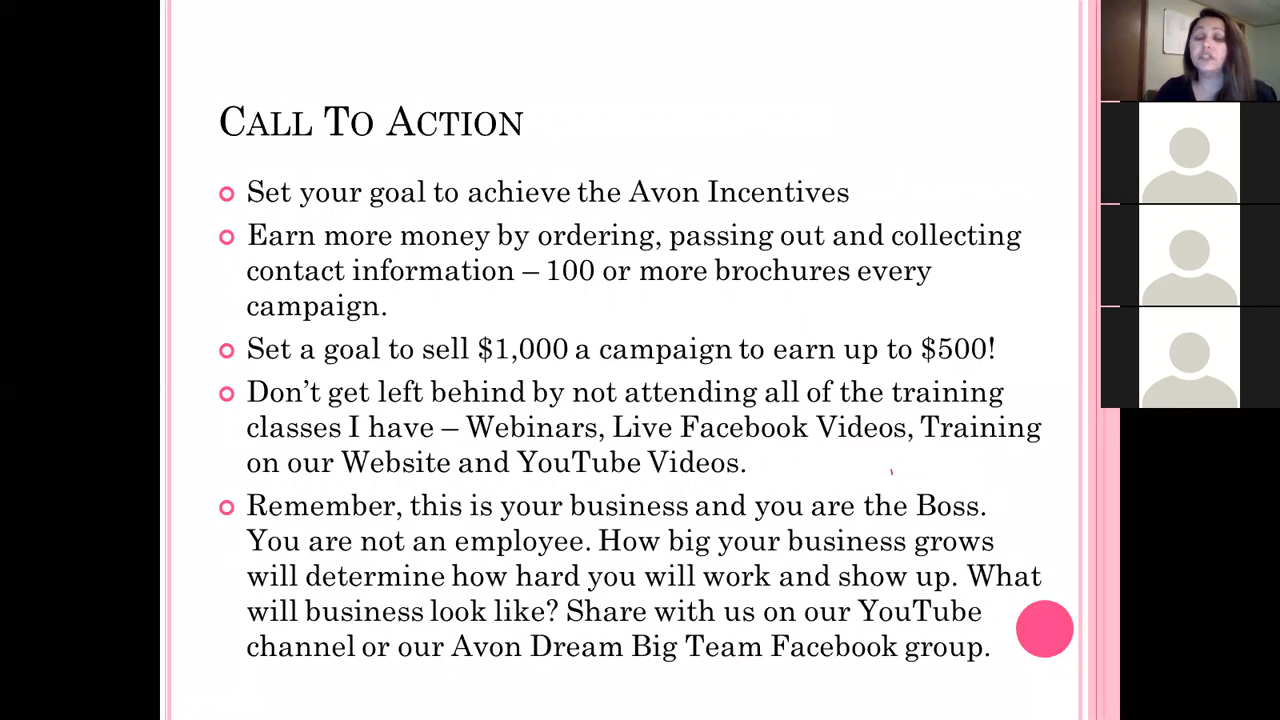 CALL TO ACTION
Set your goal to achieve the Avon Incentives
Earn more money by ordering, passing out and collecting
contact information – 100 or more brochures every
campaign.
Set a goal to sell $1,000 a campaign to earn up to $500!
Don’t get left behind by not attending all of the training
classes I have – Webinars, Live Facebook Videos, Training
on our Website and YouTube Videos.
Remember, this is your business and you are the Boss.
You are not an employee. How big your business grows
will determine how hard you will work and show up. What
will business look like? Share with us on our YouTube
channel or our Avon Dream Big Team Facebook group.